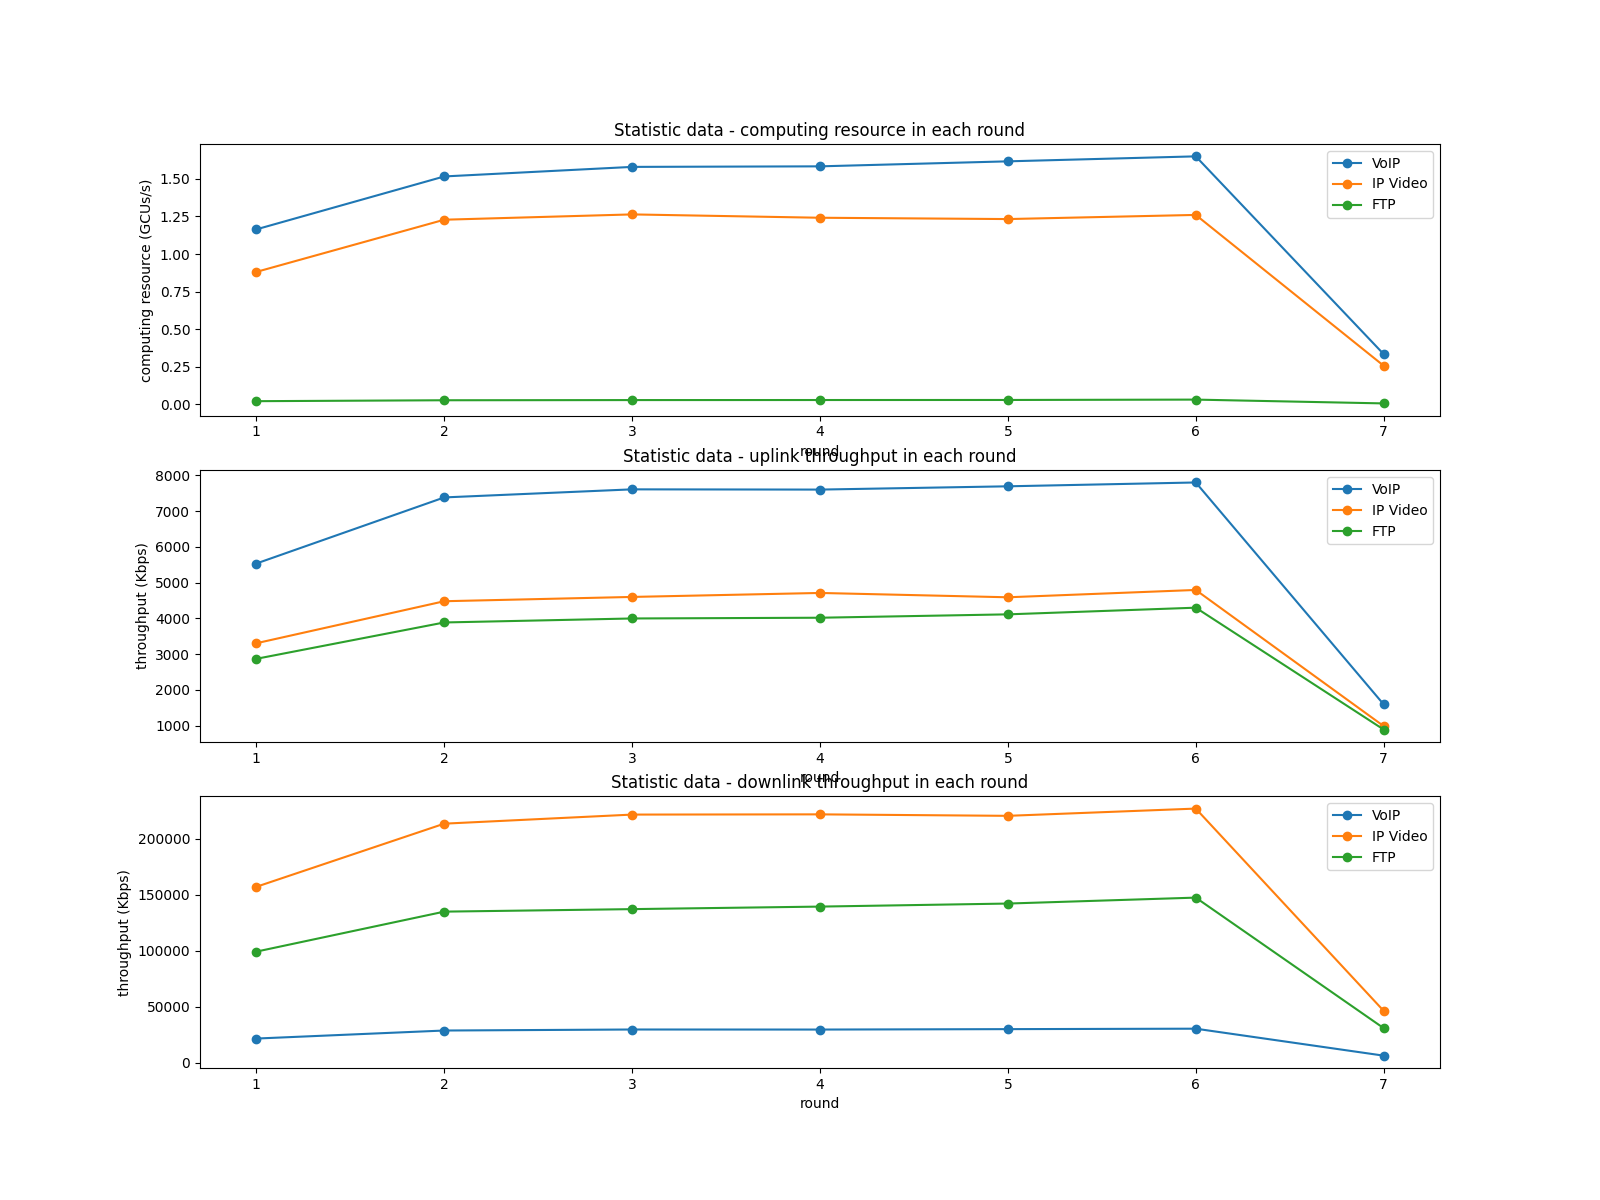 Statistic data - computing resource in each round
computing resource (GCUs/s)
1.50
1.25
1.00
0.75
0.50
0.25
0.00
VoIP
IP Video
FTP
1 2 3 4 5 6 7
round
Statistic data - uplink throughput in each round
throughput (Kbps)
8000
7000
6000
5000
4000
3000
2000
1000
VoIP
IP Video
FTP
1 2 3 4 5 6 7
round
Statistic data - downlink throughput in each round
throughput (Kbps)
200000
150000
100000
50000
0
VoIP
IP Video
FTP
1 2 3 4 5 6 7
round